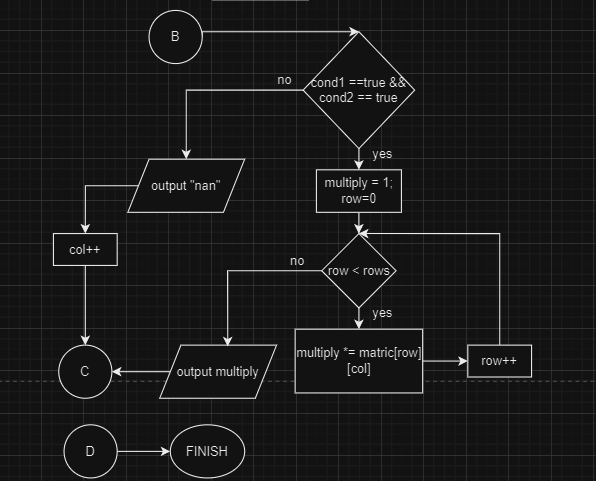 B
no
cond1 ==true &&
cond2 == true
yes
output "nan"
multiply = 1;
row=0
col++
no
row < rows
yes
C
output multiply
multiply *= matric[row]
[col]
row++
D
FINISH